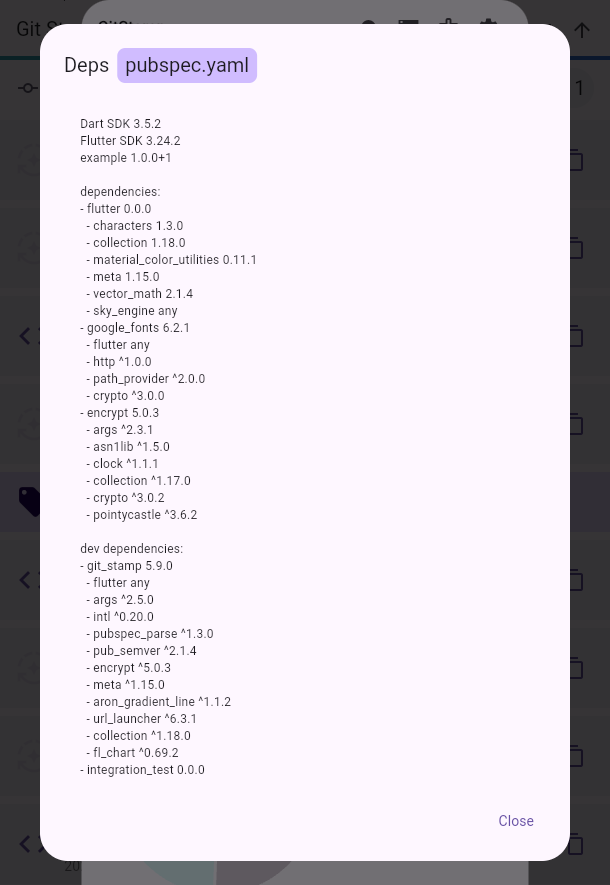 Git St
Deps pubspec.yaml
1
Dart SDK 3.5.2
Flutter SDK 3.24.2
example 1.0.0+1
dependencies:
- flutter 0.0.0
- characters 1.3.0
- collection 1.18.0
- material_color_utilities 0.11.1
- meta 1.15.0
- vector_math 2.1.4
- sky_engine any
- google_fonts 6.2.1
- flutter any
- http ^1.0.0
- path_provider ^2.0.0
- crypto ^3.0.0
- encrypt 5.0.3
- args ^2.3.1
- asn1lib ^1.5.0
- clock ^1.1.1
- collection ^1.17.0
- crypto ^3.0.2
- pointycastle ^3.6.2
dev dependencies:
- git_stamp 5.9.0
- flutter any
- args ^2.5.0
- intl ^0.20.0
- pubspec_parse ^1.3.0
- pub_semver ^2.1.4
- encrypt ^5.0.3
- meta ^1.15.0
- aron_gradient_line ^1.1.2
- url_launcher ^6.3.1
- collection ^1.18.0
- fl_chart ^0.69.2
- integration_test 0.0.0
Close
20